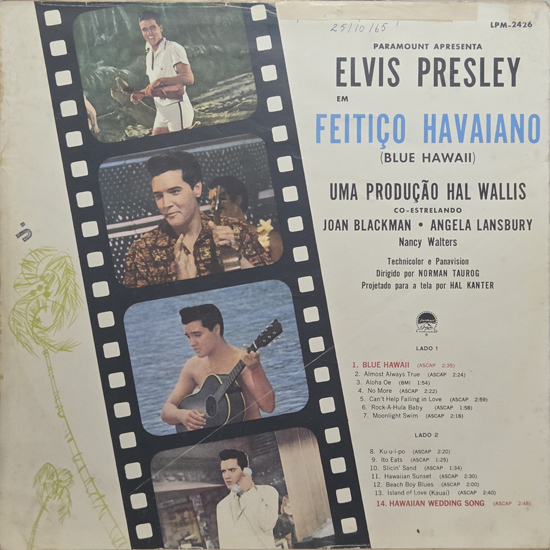 25/10/65
LPM-2426
PARAMOUNT APRESENTA
ELVIS PRESLEY
EM
FEITIÇO HAVAIANO
(BLUE HAWAII)
UMA PRODUÇÃO HAL WALLIS
CO-ESTRELANDO
JOAN BLACKMAN • ANGELA LANSBURY
Nancy Walters
Technicolor e Panavision
Dirigido por NORMAN TAUROG
Projetado para a tela por HAL KANTER
LADO 1
1. BLUE HAWAII (ASCAP 2:35)
2. Almost Always True (ASCAP 2:24)
3. Aloha Oe (BMI 1:54)
4. No More (ASCAP 2:22)
5. Can't Help Falling in Love (ASCAP 2:59)
6. Rock-A-Hula Baby (ASCAP 1:58)
7. Moonlight Swim (ASCAP 2:18)
LADO 2
8. Ku-u-i-po (ASCAP 2:20)
9. Ito Eats (ASCAP 1:25)
10. Slicin' Sand (ASCAP 1:34)
11. Hawaiian Sunset (ASCAP 2:30)
12. Beach Boy Blues (ASCAP 2:00)
13. Island of Love (Kauai) (ASCAP 2:40)
14. HAWAIIAN WEDDING SONG (ASCAP 2:48)